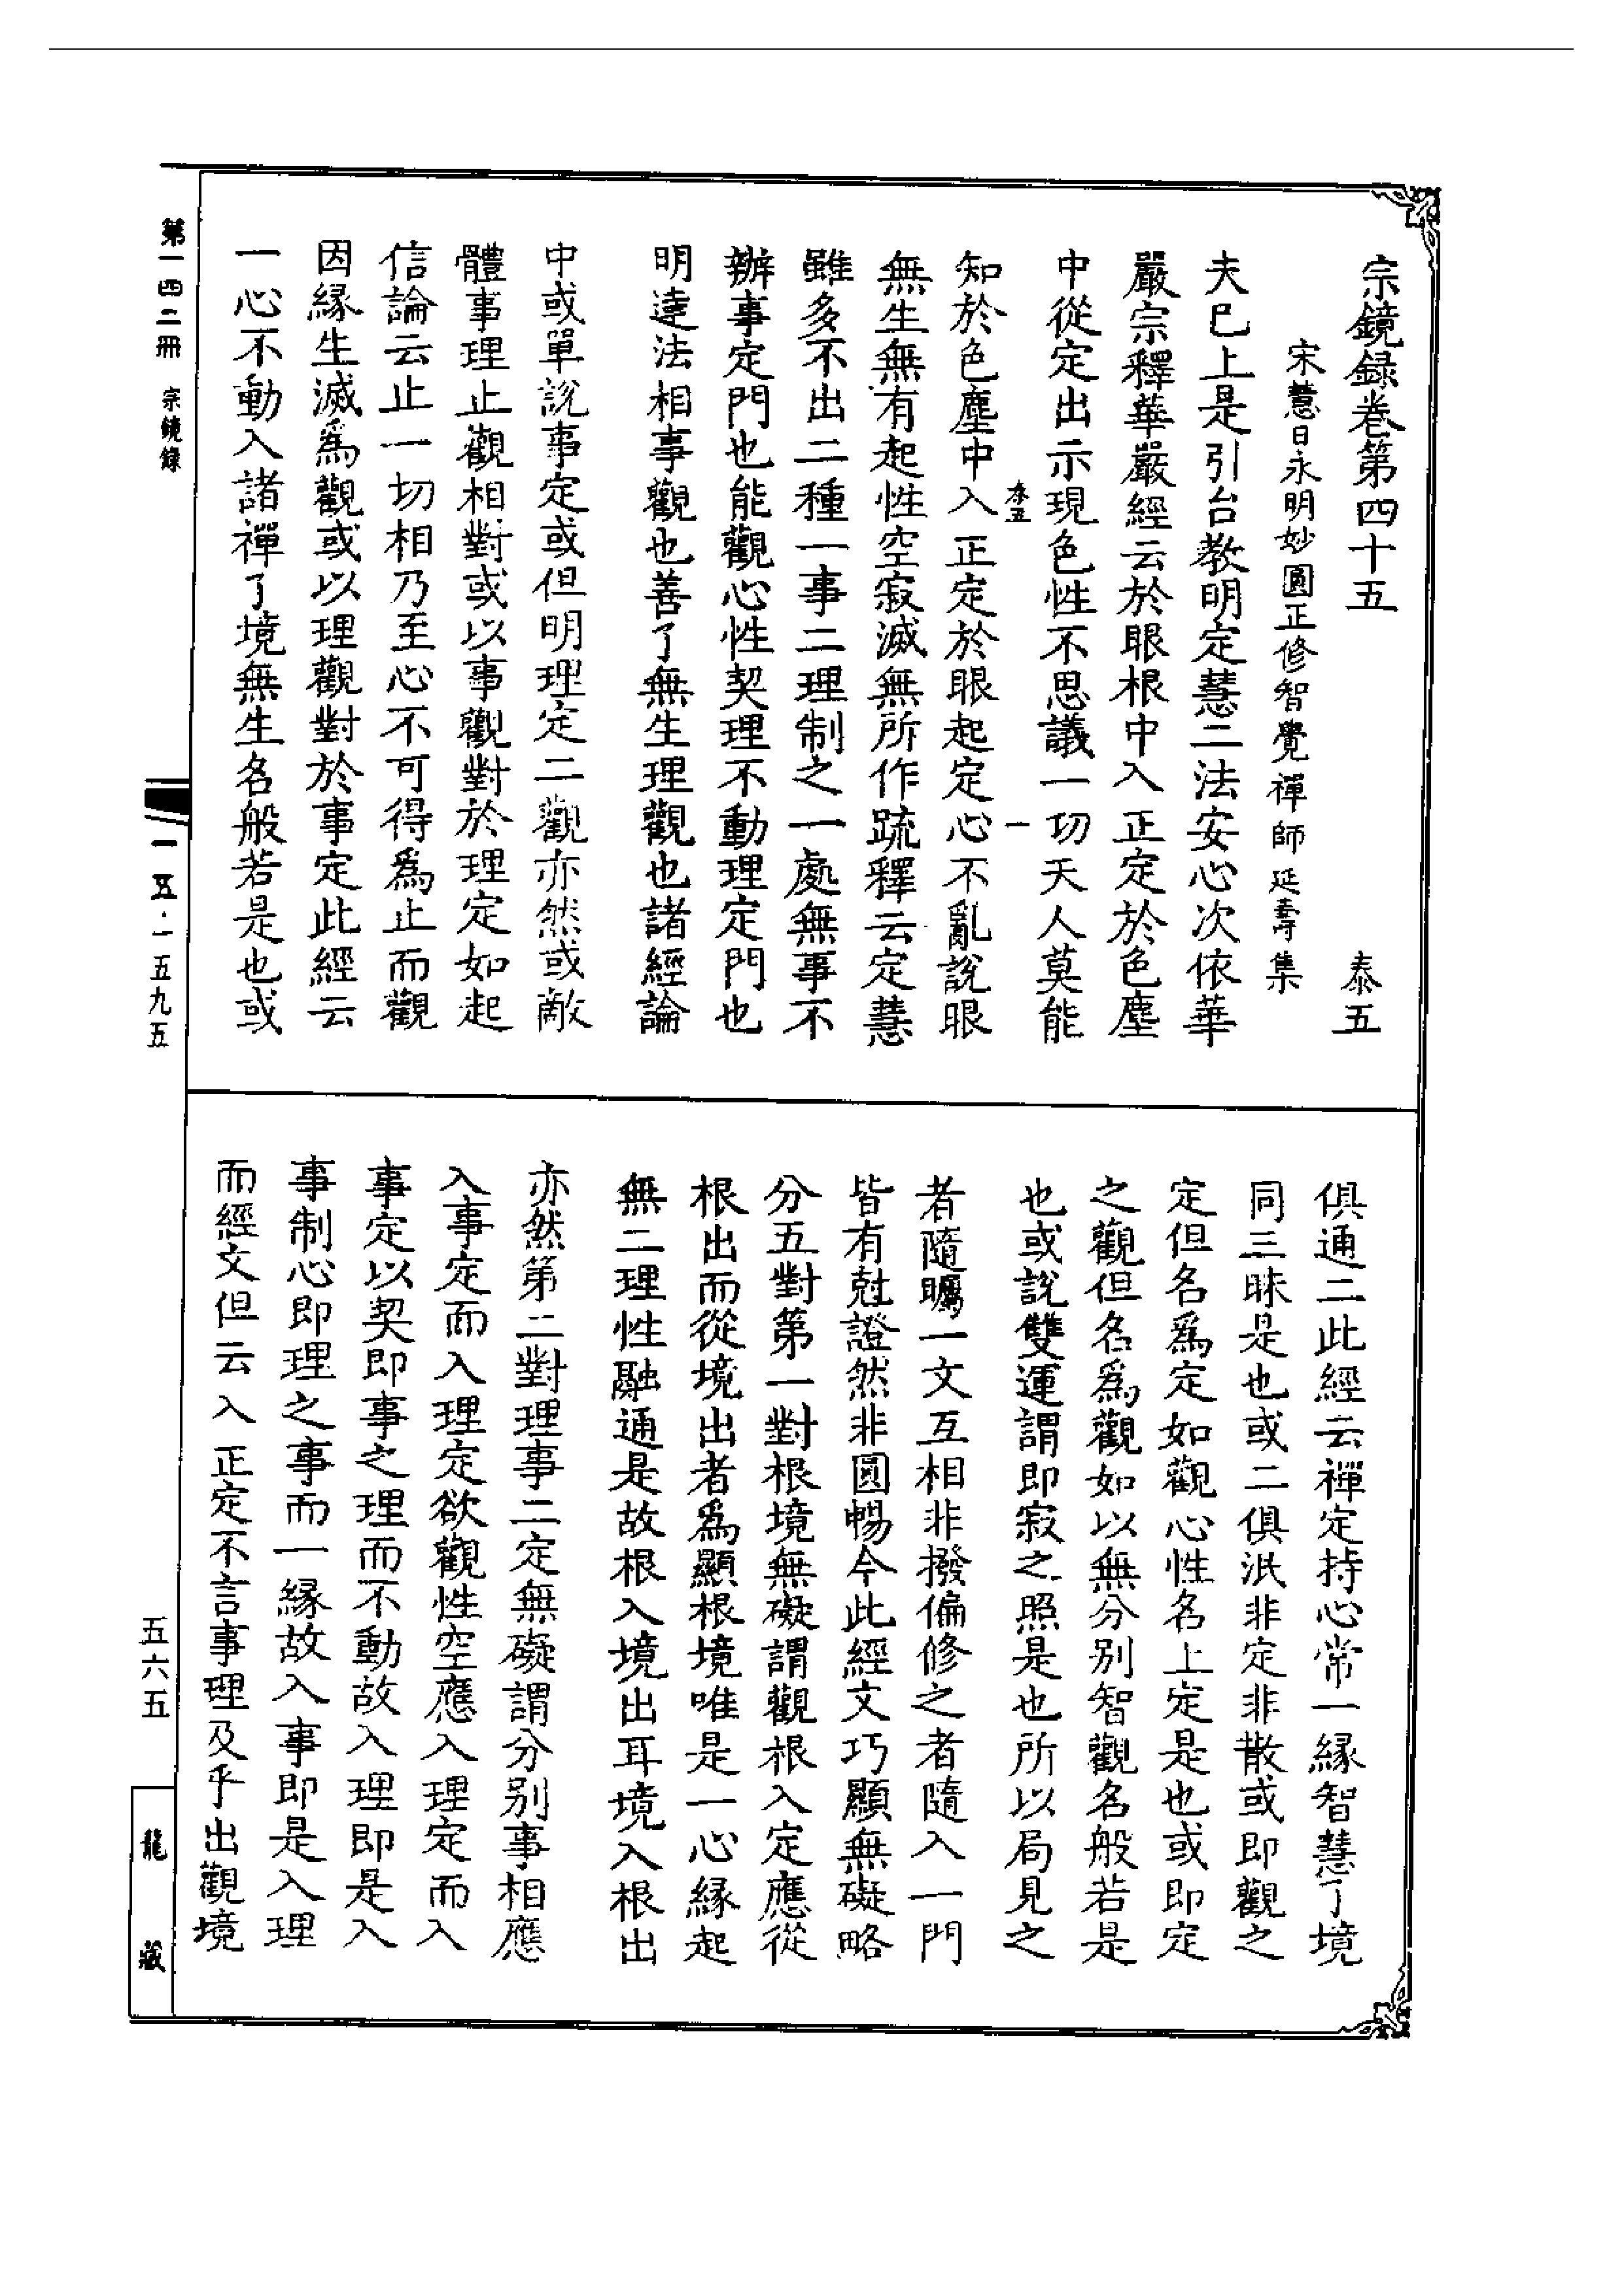 宗鏡録卷第四十五　泰五
宋慧日永明妙圓正修智覺禪師延壽集
夫已上是引台教明定慧二法安心次依華
嚴宗釋華嚴經云於眼根中入正定於色塵
中從定出示現色性不思議一切天人莫能
泰五　一
知於色塵中入正定於眼起定心不亂說眼
無生無有起性空寂滅無所作疏釋云定慧
雖多不出二種一事二理制之一處無事不
辦事定門也能觀心性契理不動理定門也
明達法相事觀也善了無生理觀也諸經論
中或單說事定或但明理定二觀亦然或敵
體事理止觀相對或以事觀對於理定如起
信論云止一切相乃至心不可得爲止而觀
因緣生滅爲觀或以理觀對於事定此經云
一心不動入諸禪了境無生名般若是也或
俱通二此經云禪定持心常一緣智慧了境
同三昧是也或二俱泯非定非散或即觀之
定但名爲定如觀心性名上定是也或即定
之觀但名爲觀如以無分别智觀名般若是
也或說雙運謂即寂之照是也所以局見之
者隨矚一文互相非撥偏修之者隨入一門
皆有尅證然非圓暢今此經文巧顯無礙略
分五對第一對根境無礙謂觀根入定應從
根出而從境出者爲顯根境唯是一心緣起
無二理性融通是故根入境出耳境入根出
亦然第二對理事二定無礙謂分别事相應
入事定而入理定欲觀性空應入理定而入
事定以契即事之理而不動故入理即是入
事制心即理之事而一緣故入事即是入理
而經文但云入正定不言事理及乎出觀境
第一四二冊　宗鏡錄
一五·一五九五
五六五
龍藏